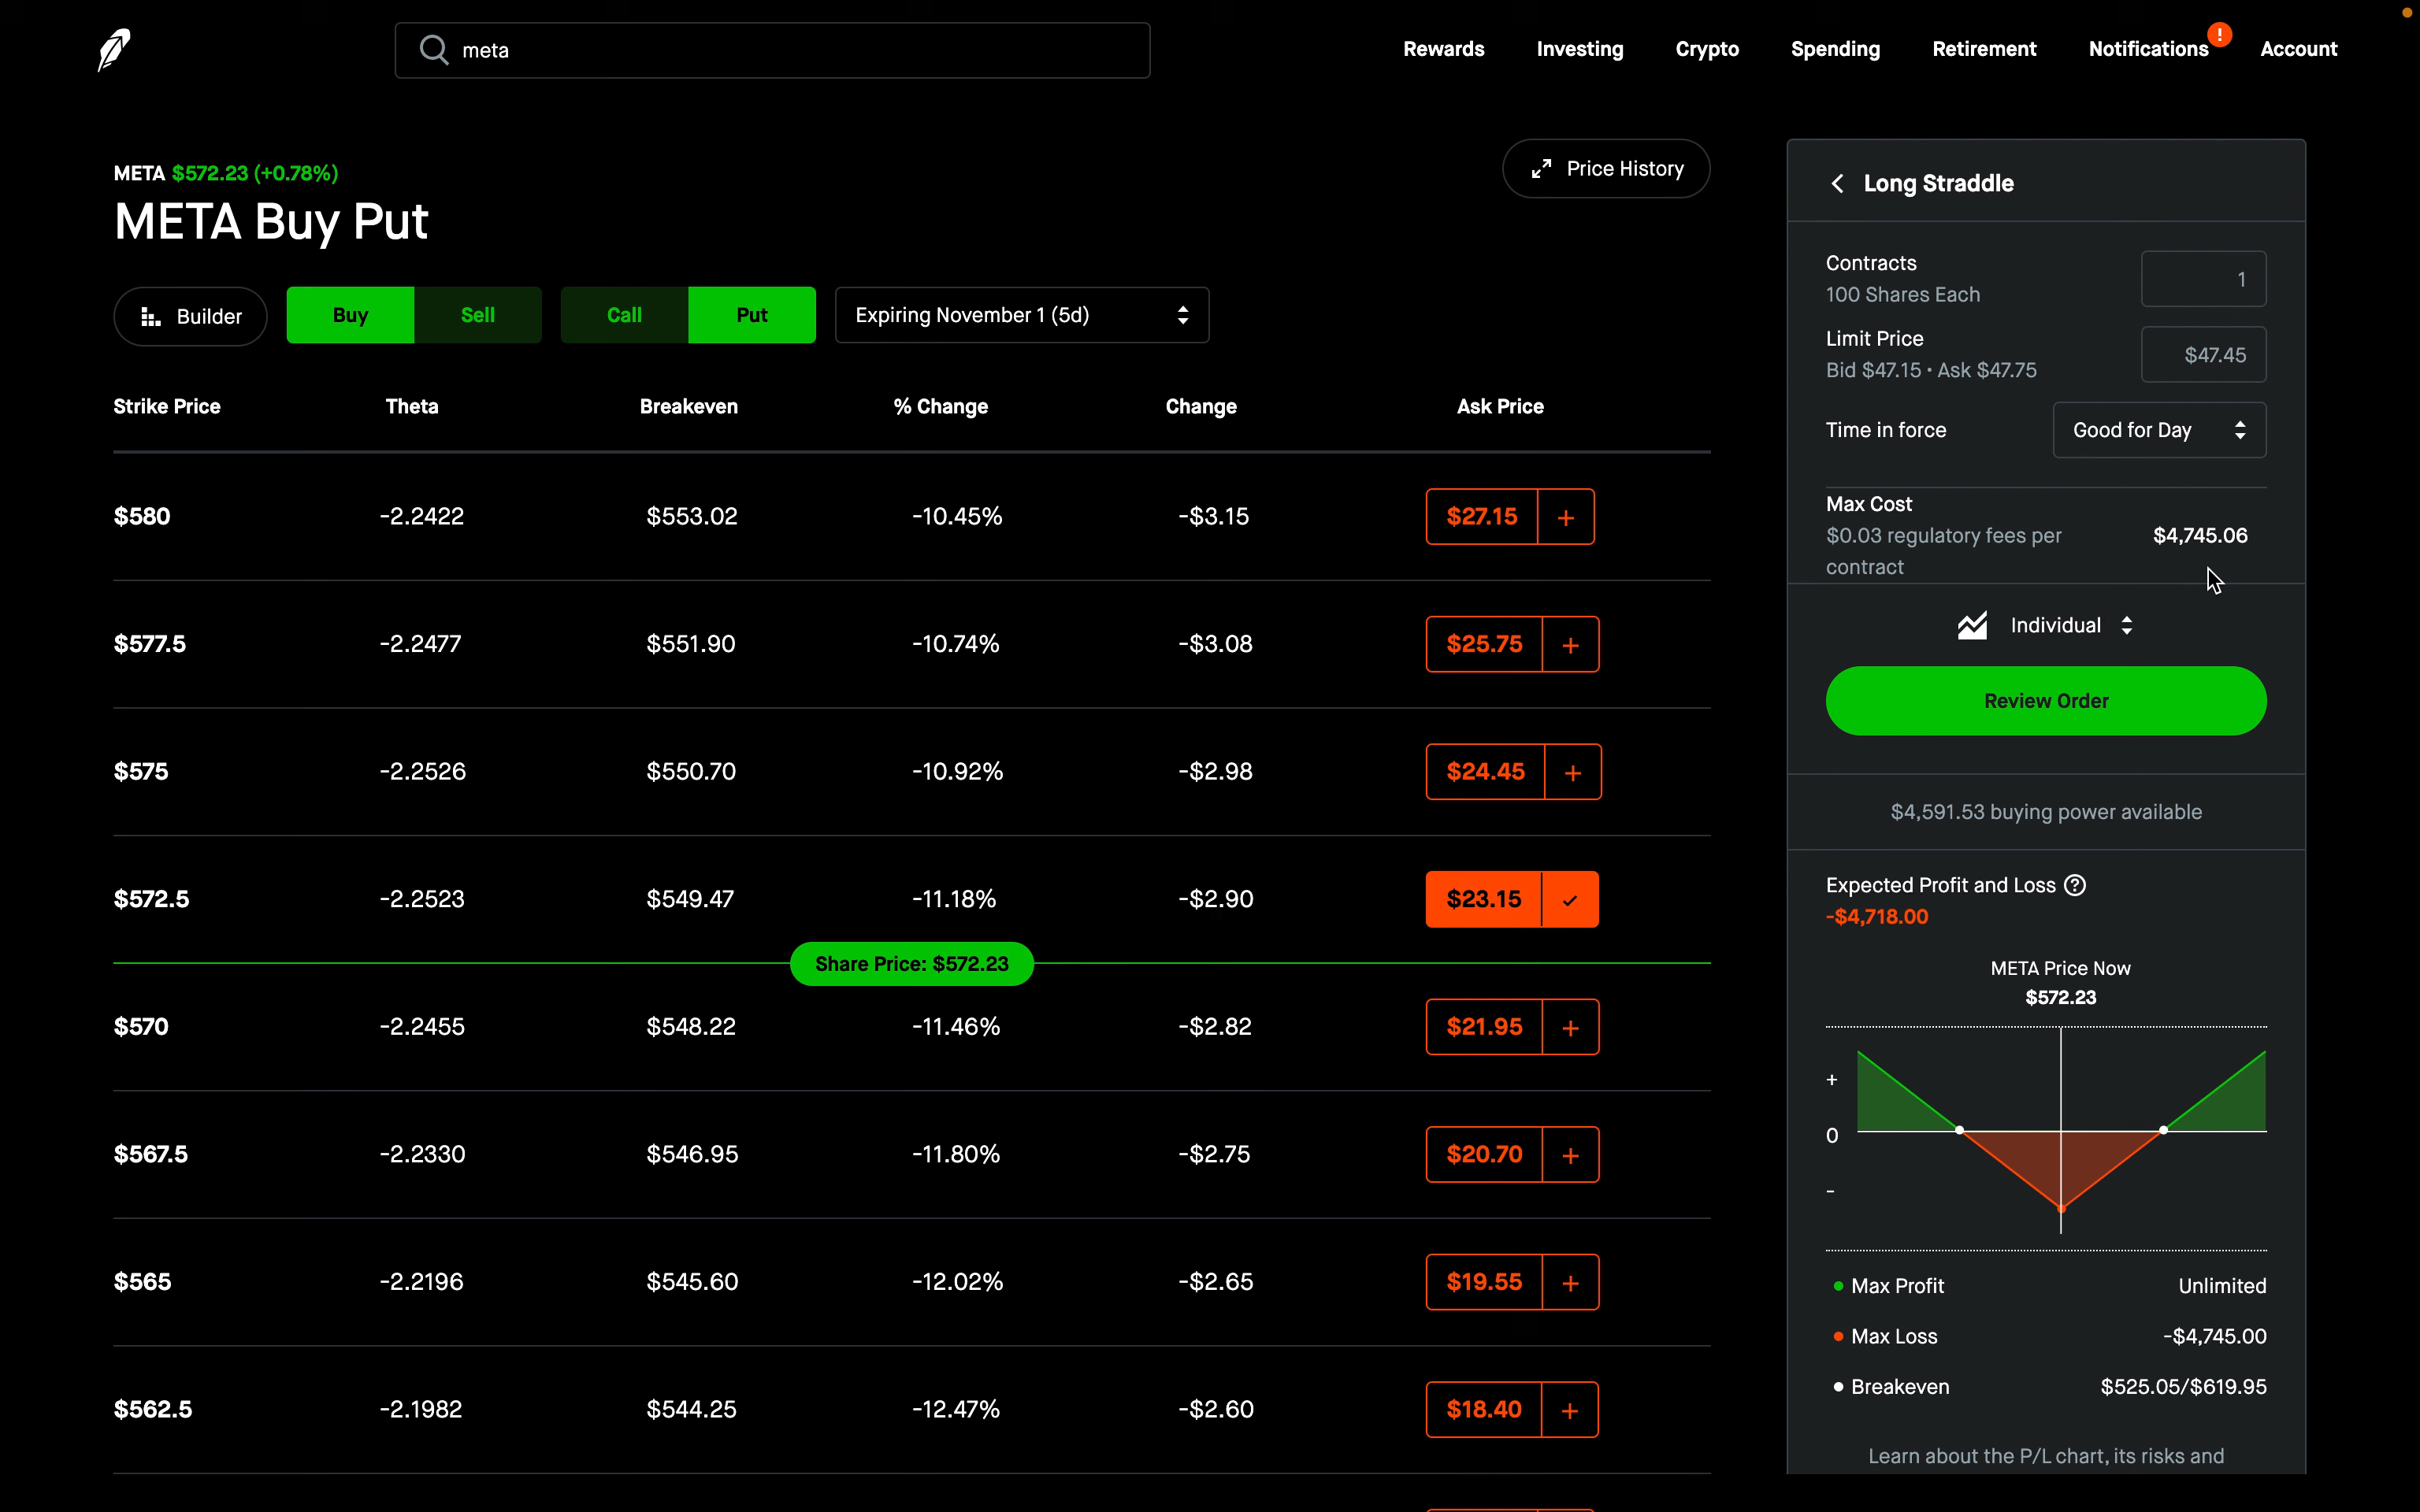 meta
Rewards
Investing
Crypto
Spending
Retirement
Notifications
!
Account
META $572.23 (+0.78%)
META Buy Put
Price History
Builder
Buy
Sell
Call
Put
Expiring November 1 (5d)
Strike Price Theta Breakeven % Change Change Ask Price
$580 -2.2422 $553.02 -10.45% -$3.15 $27.15 +
$577.5 -2.2477 $551.90 -10.74% -$3.08 $25.75 +
$575 -2.2526 $550.70 -10.92% -$2.98 $24.45 +
$572.5 -2.2523 $549.47 -11.18% -$2.90 $23.15
Share Price: $572.23
$570 -2.2455 $548.22 -11.46% -$2.82 $21.95 +
$567.5 -2.2330 $546.95 -11.80% -$2.75 $20.70 +
$565 -2.2196 $545.60 -12.02% -$2.65 $19.55 +
$562.5 -2.1982 $544.25 -12.47% -$2.60 $18.40 +
Long Straddle
Contracts
100 Shares Each
1
Limit Price
Bid $47.15 • Ask $47.75
$47.45
Time in force
Good for Day
Max Cost
$0.03 regulatory fees per
contract
$4,745.06
Individual
Review Order
$4,591.53 buying power available
Expected Profit and Loss ?
-$4,718.00
META Price Now
$572.23
+
0
-
Max Profit Unlimited
Max Loss -$4,745.00
Breakeven $525.05/$619.95
Learn about the P/L chart, its risks and